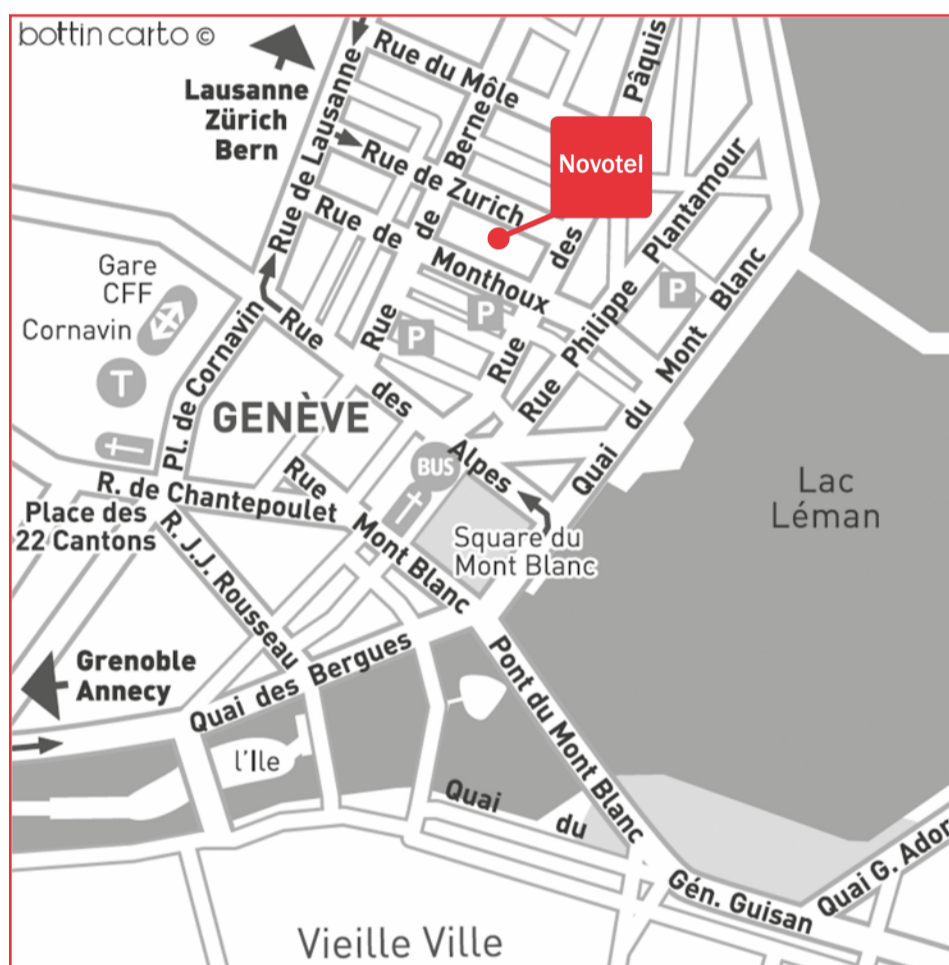 bottin carto ©
Lausanne
Zürich
Bern
Rue de Lausanne
Rue du Môle
Pâquis
Novotel
Rue de Zurich
Berne
de
Rue
Rue de
Monthoux
des
Rue
Rue Philippe Plantamour
Quai du Mont Blanc
Gare
CFF
Cornavin
T
Pl. de Cornavin
Rue
des
Alpes
P
P
P
GENÈVE
BUS
R. de Chantepoulet
Place des
22 Cantons
Rue
Mont Blanc
Square du
Mont Blanc
Lac
Léman
R. J.J. Rousseau
Grenoble
Annecy
Quai des Bergues
Pont du Mont Blanc
l'Ile
Quai
du
Gén. Guisan
Quai G. Ador
Vieille Ville